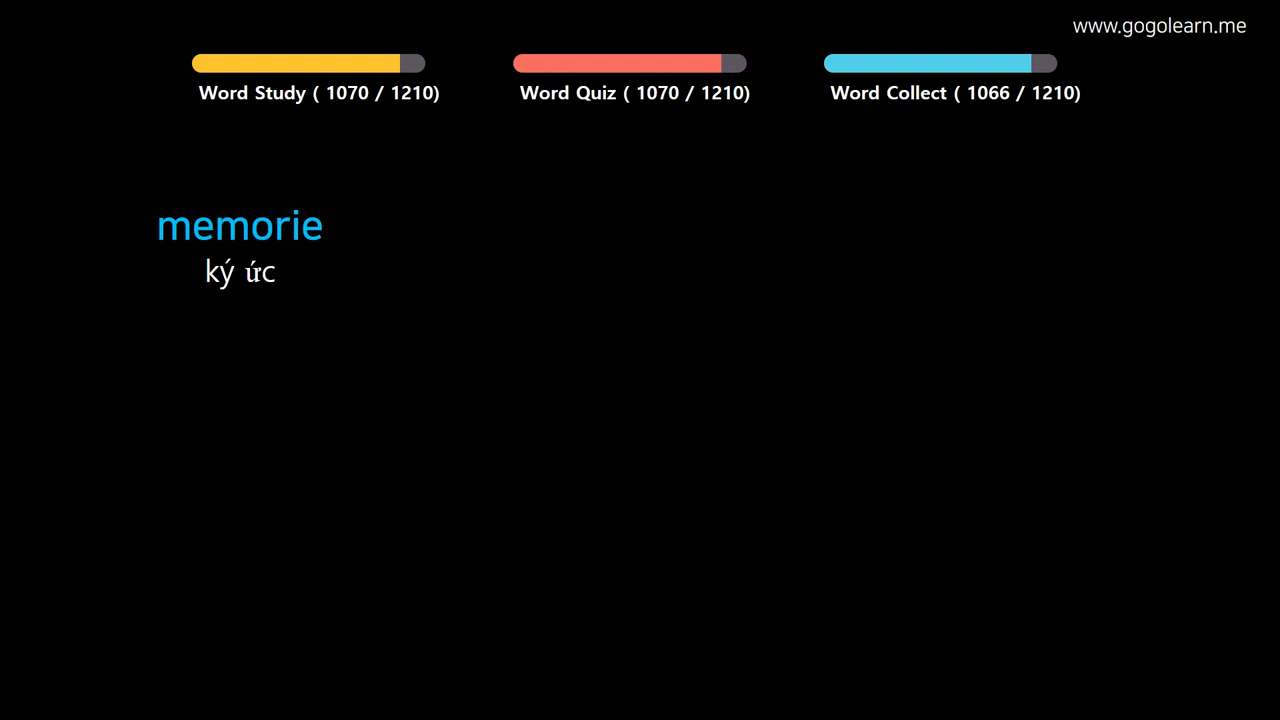 www.gogolearn.me
Word Study ( 1070 / 1210)
Word Quiz ( 1070 / 1210)
Word Collect ( 1066 / 1210)
memorie
ký ức